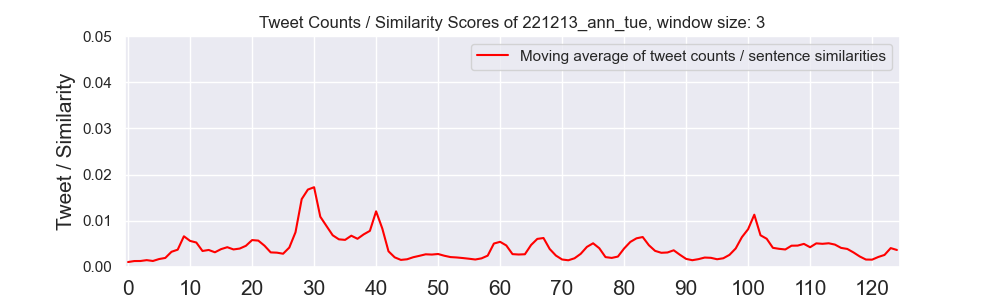 Tweet Counts / Similarity Scores of 221213_ann_tue, window size: 3
Moving average of tweet counts / sentence similarities
Tweet / Similarity
0.05
0.04
0.03
0.02
0.01
0.00
0 10 20 30 40 50 60 70 80 90 100 110 120